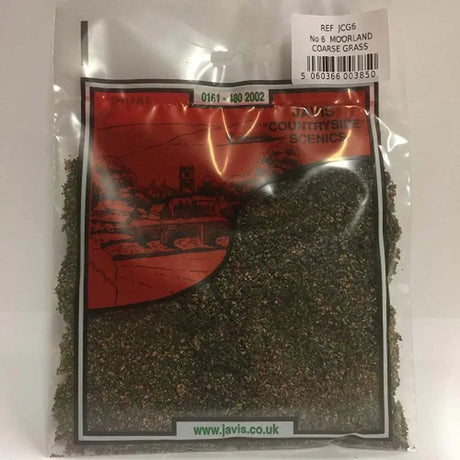 REF JCG6
No 6 MOORLAND
COARSE GRASS
5 060366 003850
0161 - 480 2002
JAVIS
"COUNTRYSIDE"
SCENICS
www.javis.co.uk